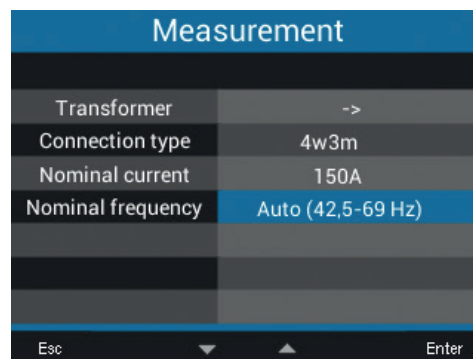 Measurement
Transformer ->
Connection type 4w3m
Nominal current 150A
Nominal frequency Auto (42,5-69 Hz)
Esc Enter